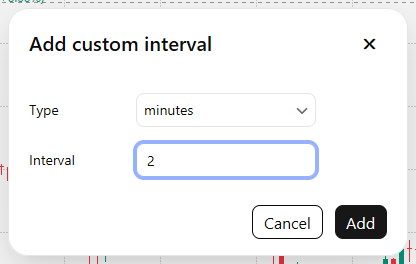 Add custom interval
Type
minutes
Interval
2
Cancel
Add